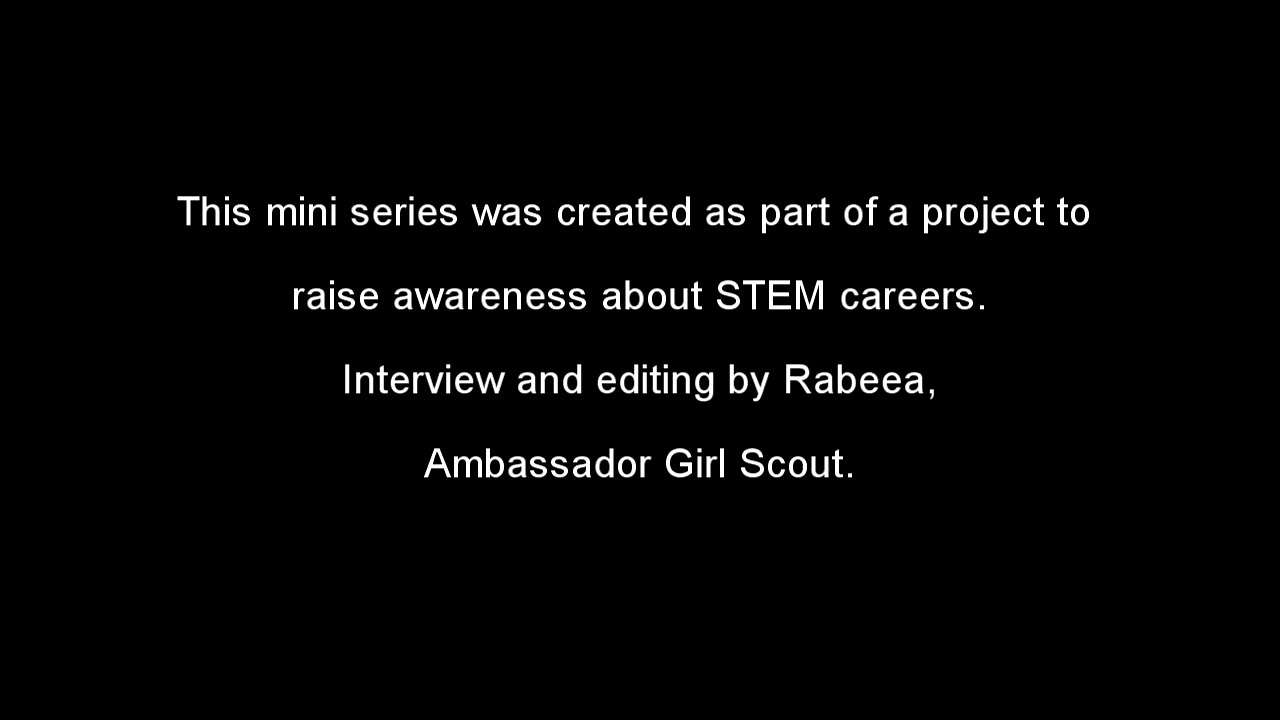 This mini series was created as part of a project to
raise awareness about STEM careers.
Interview and editing by Rabeea,
Ambassador Girl Scout.